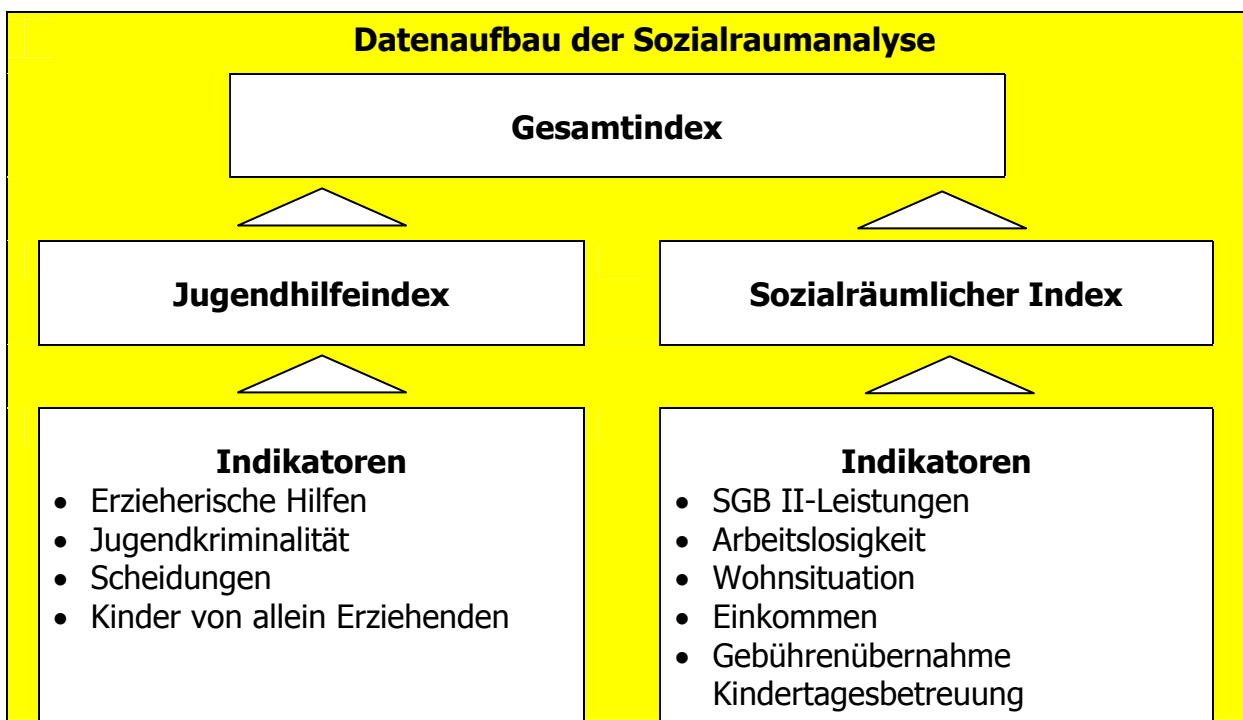 Datenaufbau der Sozialraumanalyse
Gesamtindex
Jugendhilfeindex
Sozialräumlicher Index
Indikatoren
• Erzieherische Hilfen
• Jugendkriminalität
• Scheidungen
• Kinder von allein Erziehenden
Indikatoren
• SGB II-Leistungen
• Arbeitslosigkeit
• Wohnsituation
• Einkommen
• Gebührenübernahme
Kindertagesbetreuung